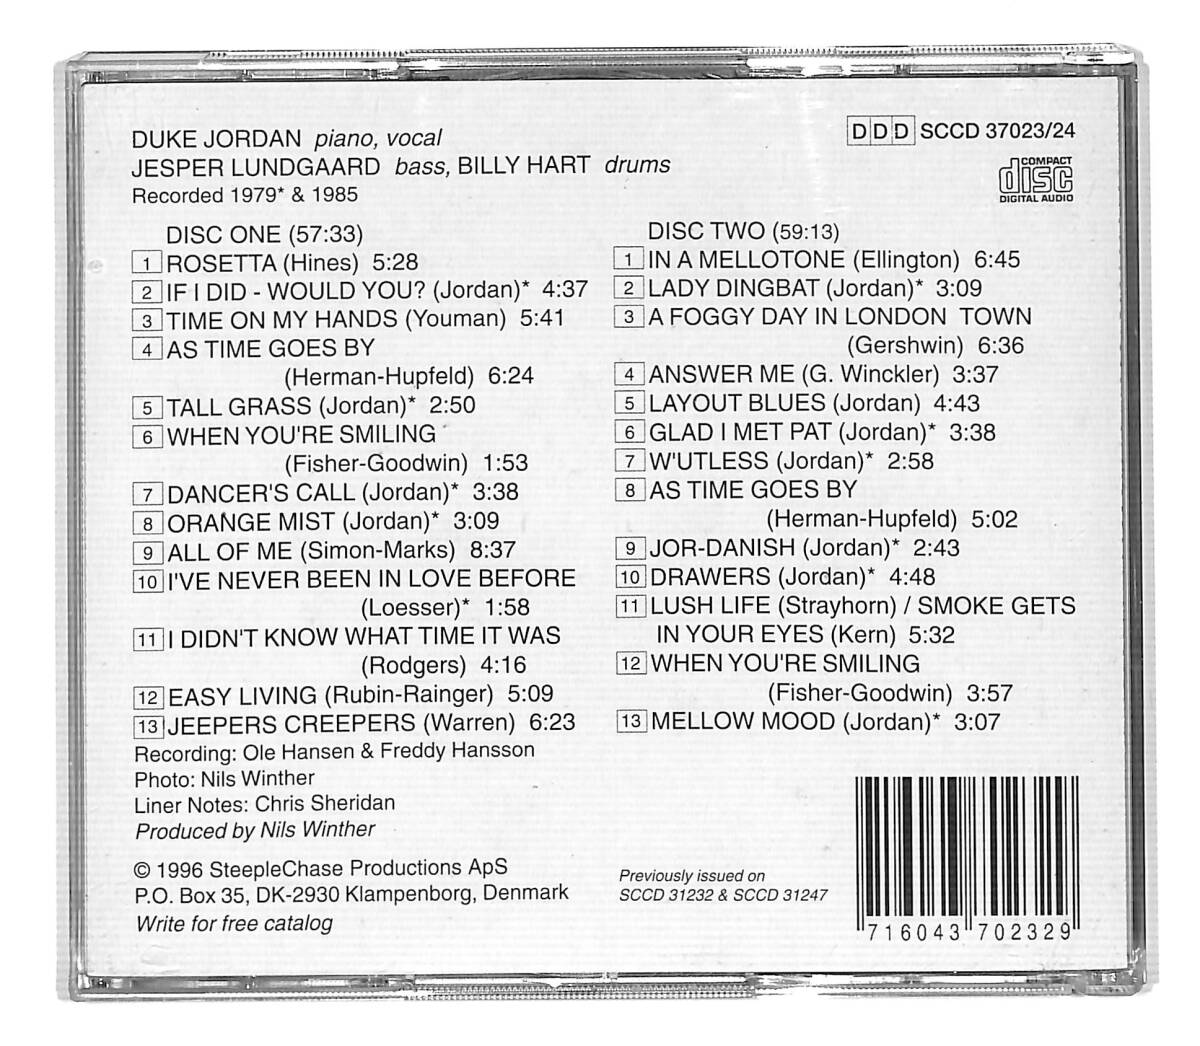 DUKE JORDAN piano, vocal
JESPER LUNDGAARD bass, BILLY HART drums
Recorded 1979* & 1985
DDD SCCD 37023/24
COMPACT
disc
DIGITAL AUDIO
DISC ONE (57:33)
1 ROSETTA (Hines) 5:28
2 IF I DID - WOULD YOU? (Jordan)* 4:37
3 TIME ON MY HANDS (Youman) 5:41
4 AS TIME GOES BY
(Herman-Hupfeld) 6:24
5 TALL GRASS (Jordan)* 2:50
6 WHEN YOU'RE SMILING
(Fisher-Goodwin) 1:53
7 DANCER'S CALL (Jordan)* 3:38
8 ORANGE MIST (Jordan)* 3:09
9 ALL OF ME (Simon-Marks) 8:37
10 I'VE NEVER BEEN IN LOVE BEFORE
(Loesser)* 1:58
11 I DIDN'T KNOW WHAT TIME IT WAS
(Rodgers) 4:16
12 EASY LIVING (Rubin-Rainger) 5:09
13 JEEPERS CREEPERS (Warren) 6:23
DISC TWO (59:13)
1 IN A MELLOTONE (Ellington) 6:45
2 LADY DINGBAT (Jordan)* 3:09
3 A FOGGY DAY IN LONDON TOWN
(Gershwin) 6:36
4 ANSWER ME (G. Winckler) 3:37
5 LAYOUT BLUES (Jordan) 4:43
6 GLAD I MET PAT (Jordan)* 3:38
7 W'UTLESS (Jordan)* 2:58
8 AS TIME GOES BY
(Herman-Hupfeld) 5:02
9 JOR-DANISH (Jordan)* 2:43
10 DRAWERS (Jordan)* 4:48
11 LUSH LIFE (Strayhorn) / SMOKE GETS
IN YOUR EYES (Kern) 5:32
12 WHEN YOU'RE SMILING
(Fisher-Goodwin) 3:57
13 MELLOW MOOD (Jordan)* 3:07
Recording: Ole Hansen & Freddy Hansson
Photo: Nils Winther
Liner Notes: Chris Sheridan
Produced by Nils Winther
© 1996 SteepleChase Productions ApS
P.O. Box 35, DK-2930 Klampenborg, Denmark
Write for free catalog
Previously issued on
SCCD 31232 & SCCD 31247
716043 702329